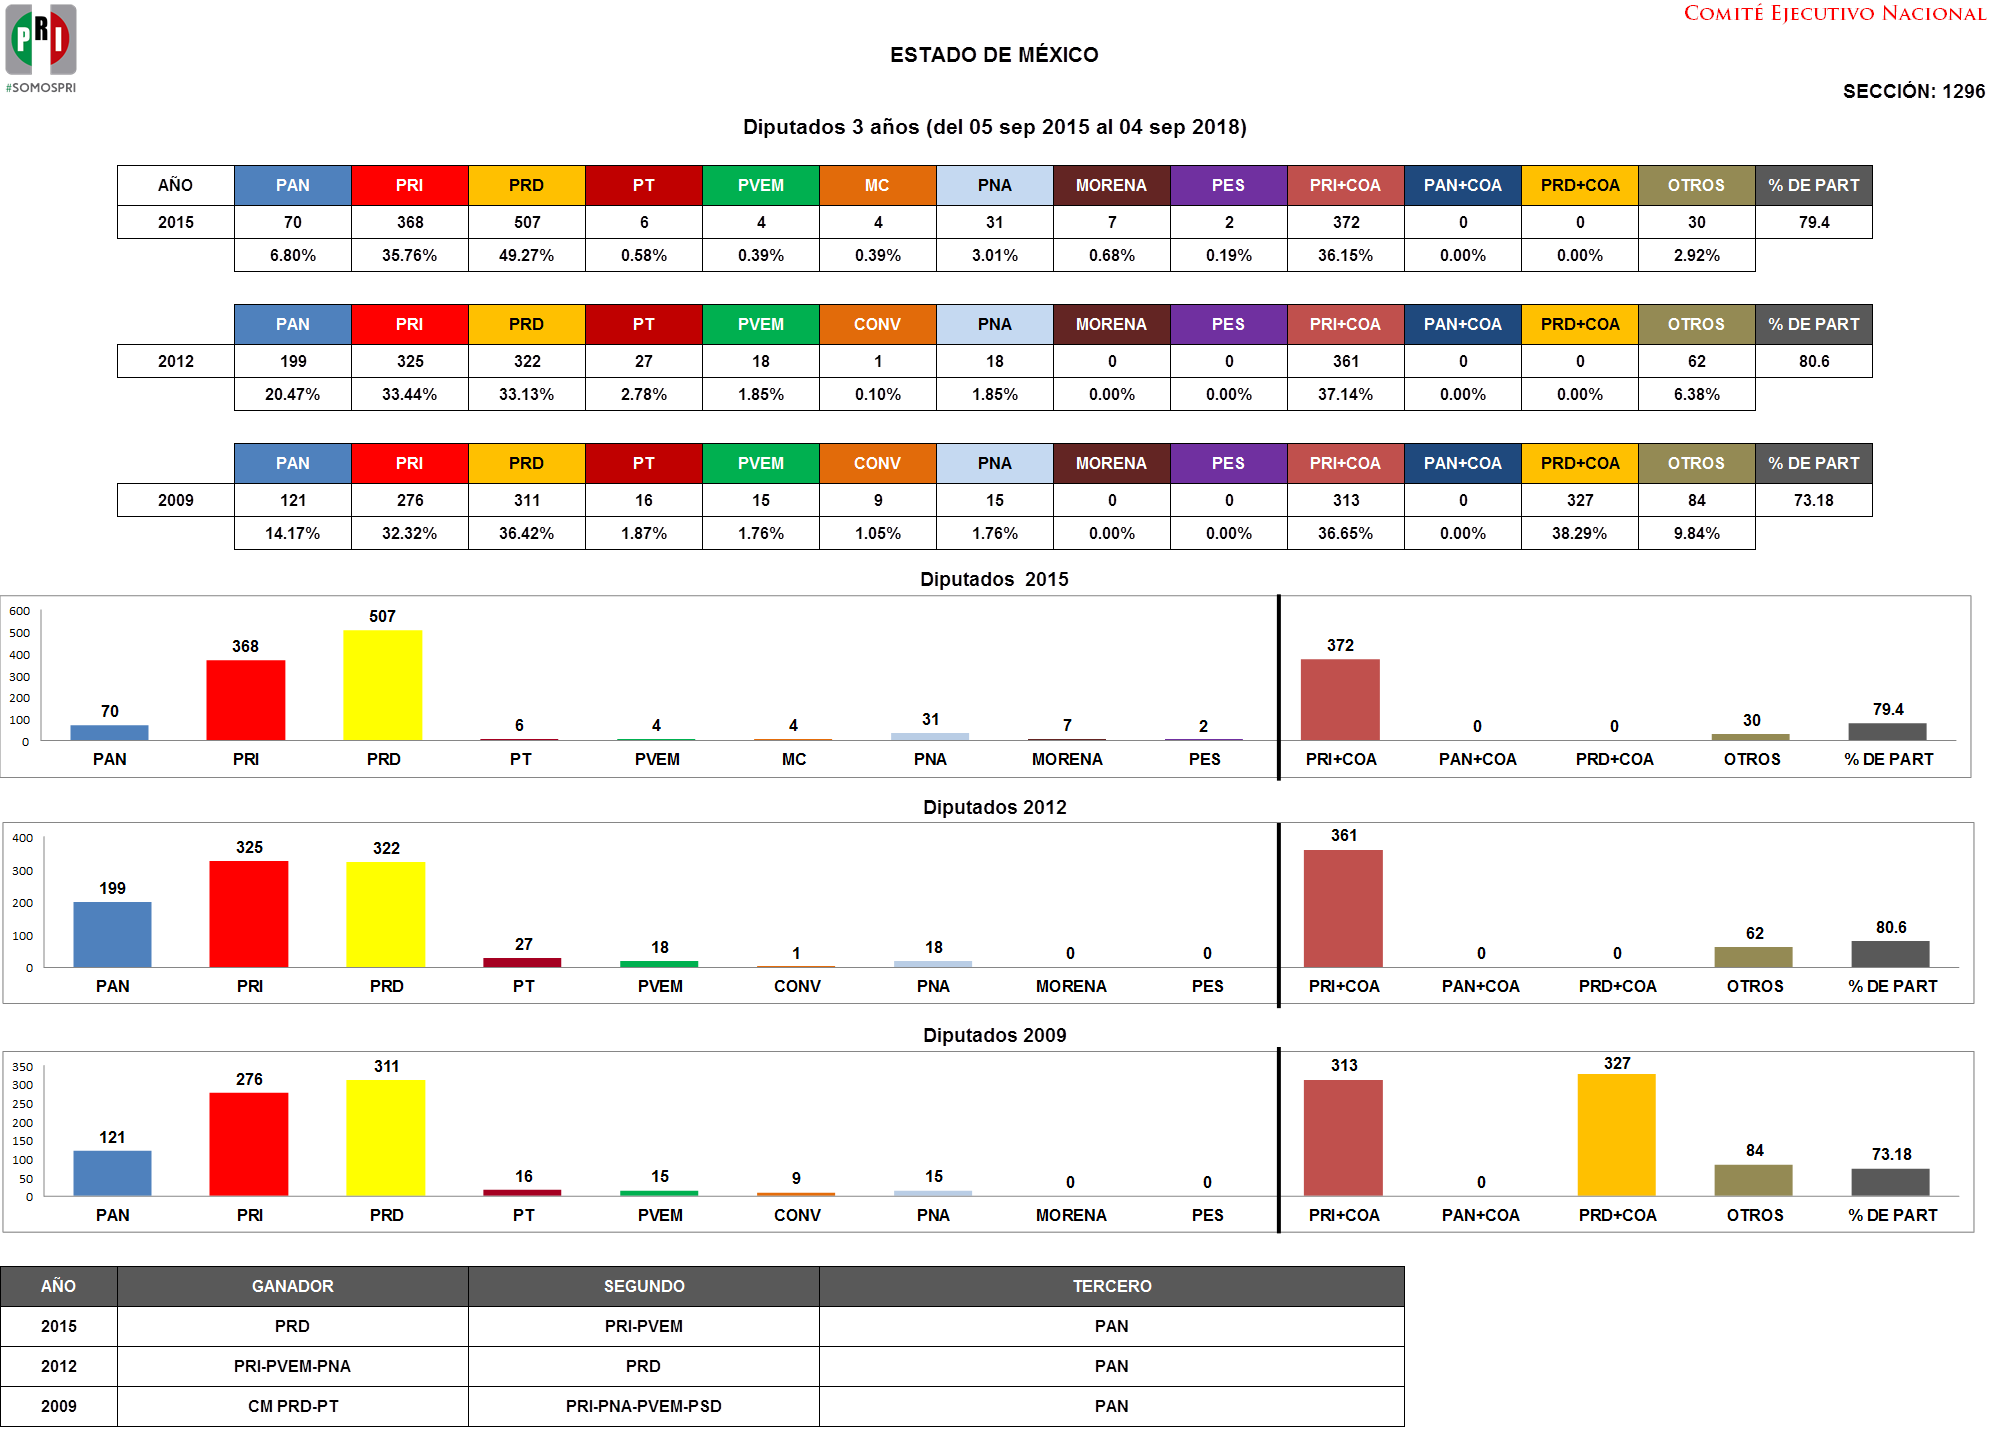 PRI
#SOMOSPRI
COMITÉ EJECUTIVO NACIONAL
ESTADO DE MÉXICO
SECCIÓN: 1296
Diputados 3 años (del 05 sep 2015 al 04 sep 2018)
AÑO PAN PRI PRD PT PVEM MC PNA MORENA PES PRI+COA PAN+COA PRD+COA OTROS % DE PART
2015 70 368 507 6 4 4 31 7 2 372 0 0 30 79.4
6.80% 35.76% 49.27% 0.58% 0.39% 0.39% 3.01% 0.68% 0.19% 36.15% 0.00% 0.00% 2.92%
PAN PRI PRD PT PVEM CONV PNA MORENA PES PRI+COA PAN+COA PRD+COA OTROS % DE PART
2012 199 325 322 27 18 1 18 0 0 361 0 0 62 80.6
20.47% 33.44% 33.13% 2.78% 1.85% 0.10% 1.85% 0.00% 0.00% 37.14% 0.00% 0.00% 6.38%
PAN PRI PRD PT PVEM CONV PNA MORENA PES PRI+COA PAN+COA PRD+COA OTROS % DE PART
2009 121 276 311 16 15 9 15 0 0 313 0 327 84 73.18
14.17% 32.32% 36.42% 1.87% 1.76% 1.05% 1.76% 0.00% 0.00% 36.65% 0.00% 38.29% 9.84%
Diputados 2015
600
500
400
300
200
100
0
70 368 507 6 4 4 31 7 2 372 0 0 30 79.4
PAN PRI PRD PT PVEM MC PNA MORENA PES PRI+COA PAN+COA PRD+COA OTROS % DE PART
Diputados 2012
400
300
200
100
0
199 325 322 27 18 1 18 0 0 361 0 0 62 80.6
PAN PRI PRD PT PVEM CONV PNA MORENA PES PRI+COA PAN+COA PRD+COA OTROS % DE PART
Diputados 2009
350
300
250
200
150
100
50
0
121 276 311 16 15 9 15 0 0 313 0 327 84 73.18
PAN PRI PRD PT PVEM CONV PNA MORENA PES PRI+COA PAN+COA PRD+COA OTROS % DE PART
AÑO GANADOR SEGUNDO TERCERO
2015 PRD PRI-PVEM PAN
2012 PRI-PVEM-PNA PRD PAN
2009 CM PRD-PT PRI-PNA-PVEM-PSD PAN